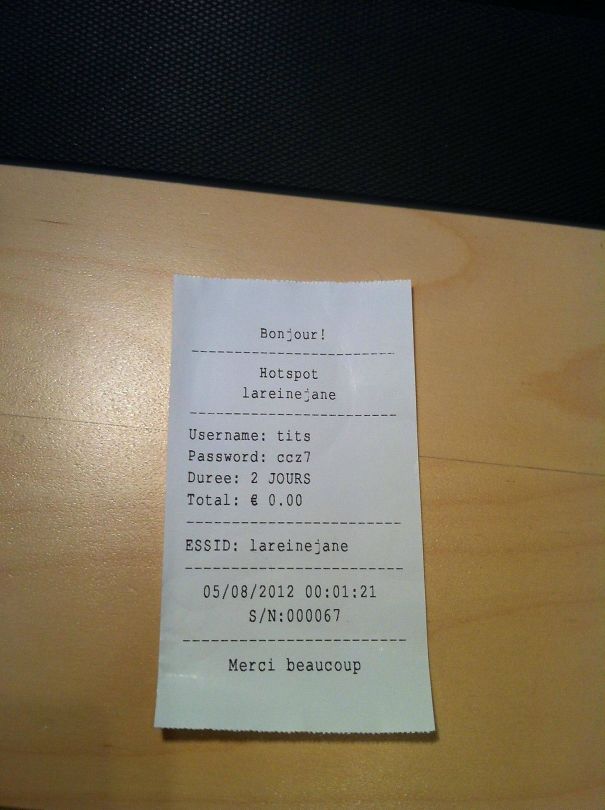 Bonjour!
------------------------
Hotspot
lareinejane
------------------------
Username: tits
Password: ccz7
Duree: 2 JOURS
Total: € 0.00
------------------------
ESSID: lareinejane
------------------------
05/08/2012 00:01:21
S/N:000067
------------------------
Merci beaucoup